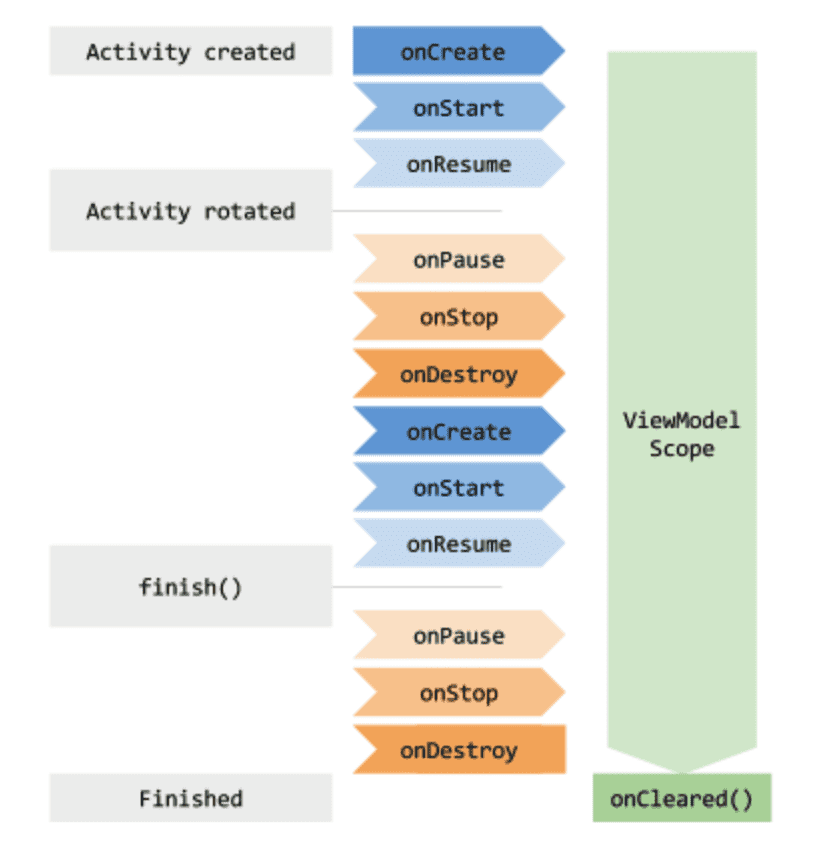 Activity created
onCreate
onStart
onResume
Activity rotated
onPause
onStop
onDestroy
onCreate
onStart
onResume
finish()
onPause
onStop
onDestroy
Finished
ViewModel
Scope
onCleared()